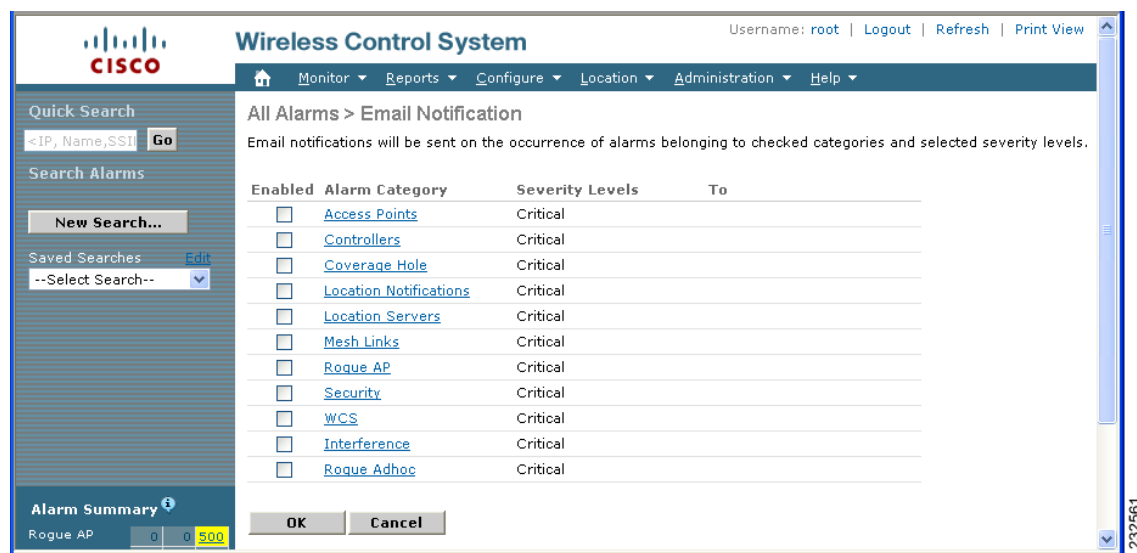 Username: root | Logout | Refresh | Print View
CISCO
Wireless Control System
Monitor Reports Configure Location Administration Help
Quick Search
<IP, Name,SSI
Go
Search Alarms
New Search...
Saved Searches Edit
--Select Search--
All Alarms > Email Notification
Email notifications will be sent on the occurrence of alarms belonging to checked categories and selected severity levels.
Enabled Alarm Category Severity Levels To
Access Points Critical
Controllers Critical
Coverage Hole Critical
Location Notifications Critical
Location Servers Critical
Mesh Links Critical
Rogue AP Critical
Security Critical
WCS Critical
Interference Critical
Rogue Adhoc Critical
OK Cancel
Alarm Summary
Rogue AP 0 0 500
232561